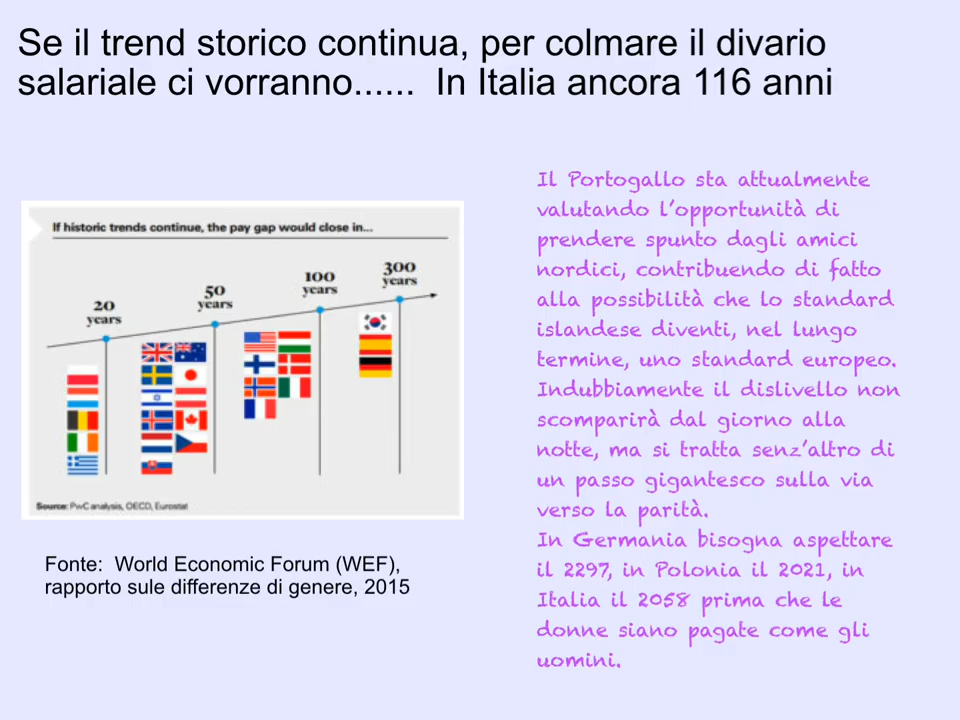 Se il trend storico continua, per colmare il divario
salariale ci vorranno...... In Italia ancora 116 anni
If historic trends continue, the pay gap would close in...
20
years
50
years
100
years
300
years
Source: PwC analysis, OECD, Eurostat
Fonte: World Economic Forum (WEF),
rapporto sule differenze di genere, 2015
Il Portogallo sta attualmente
valutando l'opportunità di
prendere spunto dagli amici
nordici, contribuendo di fatto
alla possibilità che lo standard
islandese diventi, nel lungo
termine, uno standard europeo.
Indubbiamente il dislivello non
scomparirà dal giorno alla
notte, ma si tratta senz'altro di
un passo gigantesco sulla via
verso la parità.
In Germania bisogna aspettare
il 2297, in Polonia il 2021, in
Italia il 2058 prima che le
donne siano pagate come gli
uomini.